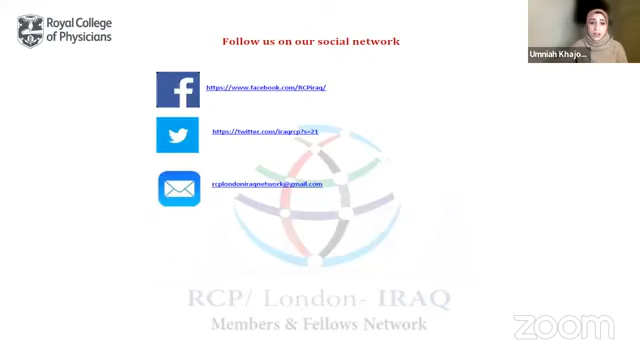 Royal College
of Physicians
Follow us on our social network
Umniah Khajo...
https://www.facebook.com/RCPiraq/
https://twitter.com/iraqrcp?s=21
rcplondoniraqnetwork@gmail.com
RCP/ London- IRAQ
Members & Fellows Network
zoom